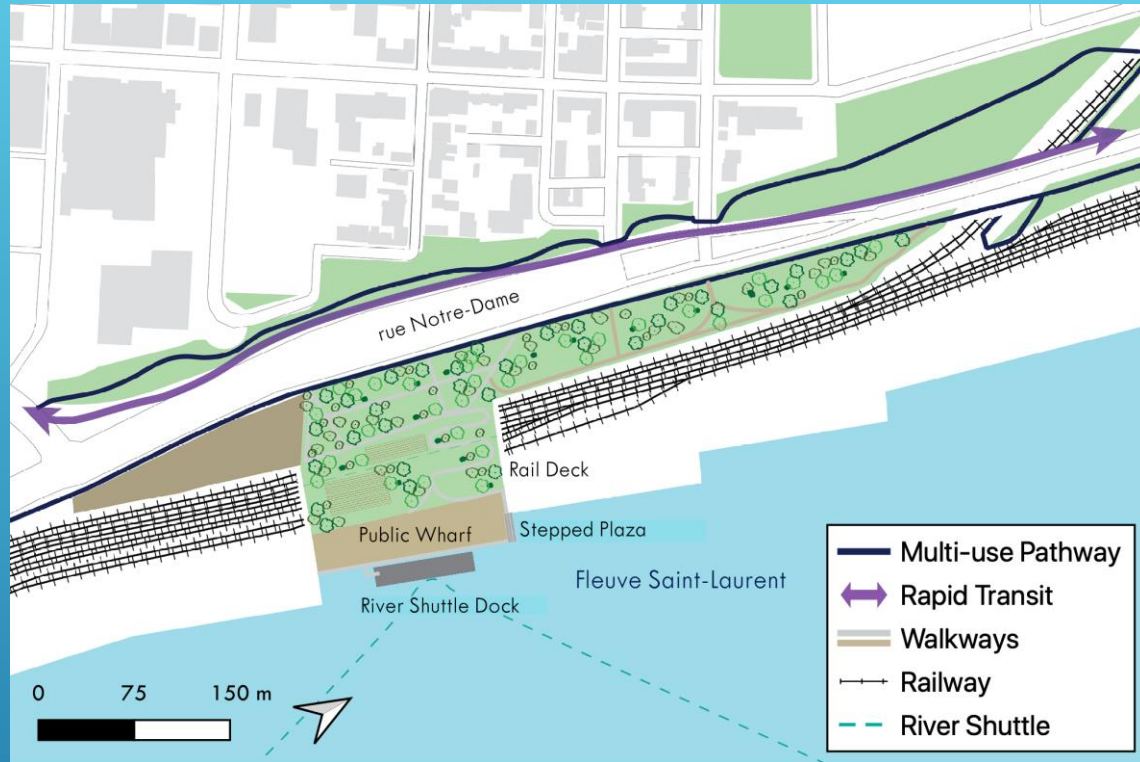 rue Notre-Dame
Rail Deck
Public Wharf
Stepped Plaza
Fleuve Saint-Laurent
River Shuttle Dock
0 75 150 m
Multi-use Pathway
Rapid Transit
Walkways
Railway
River Shuttle